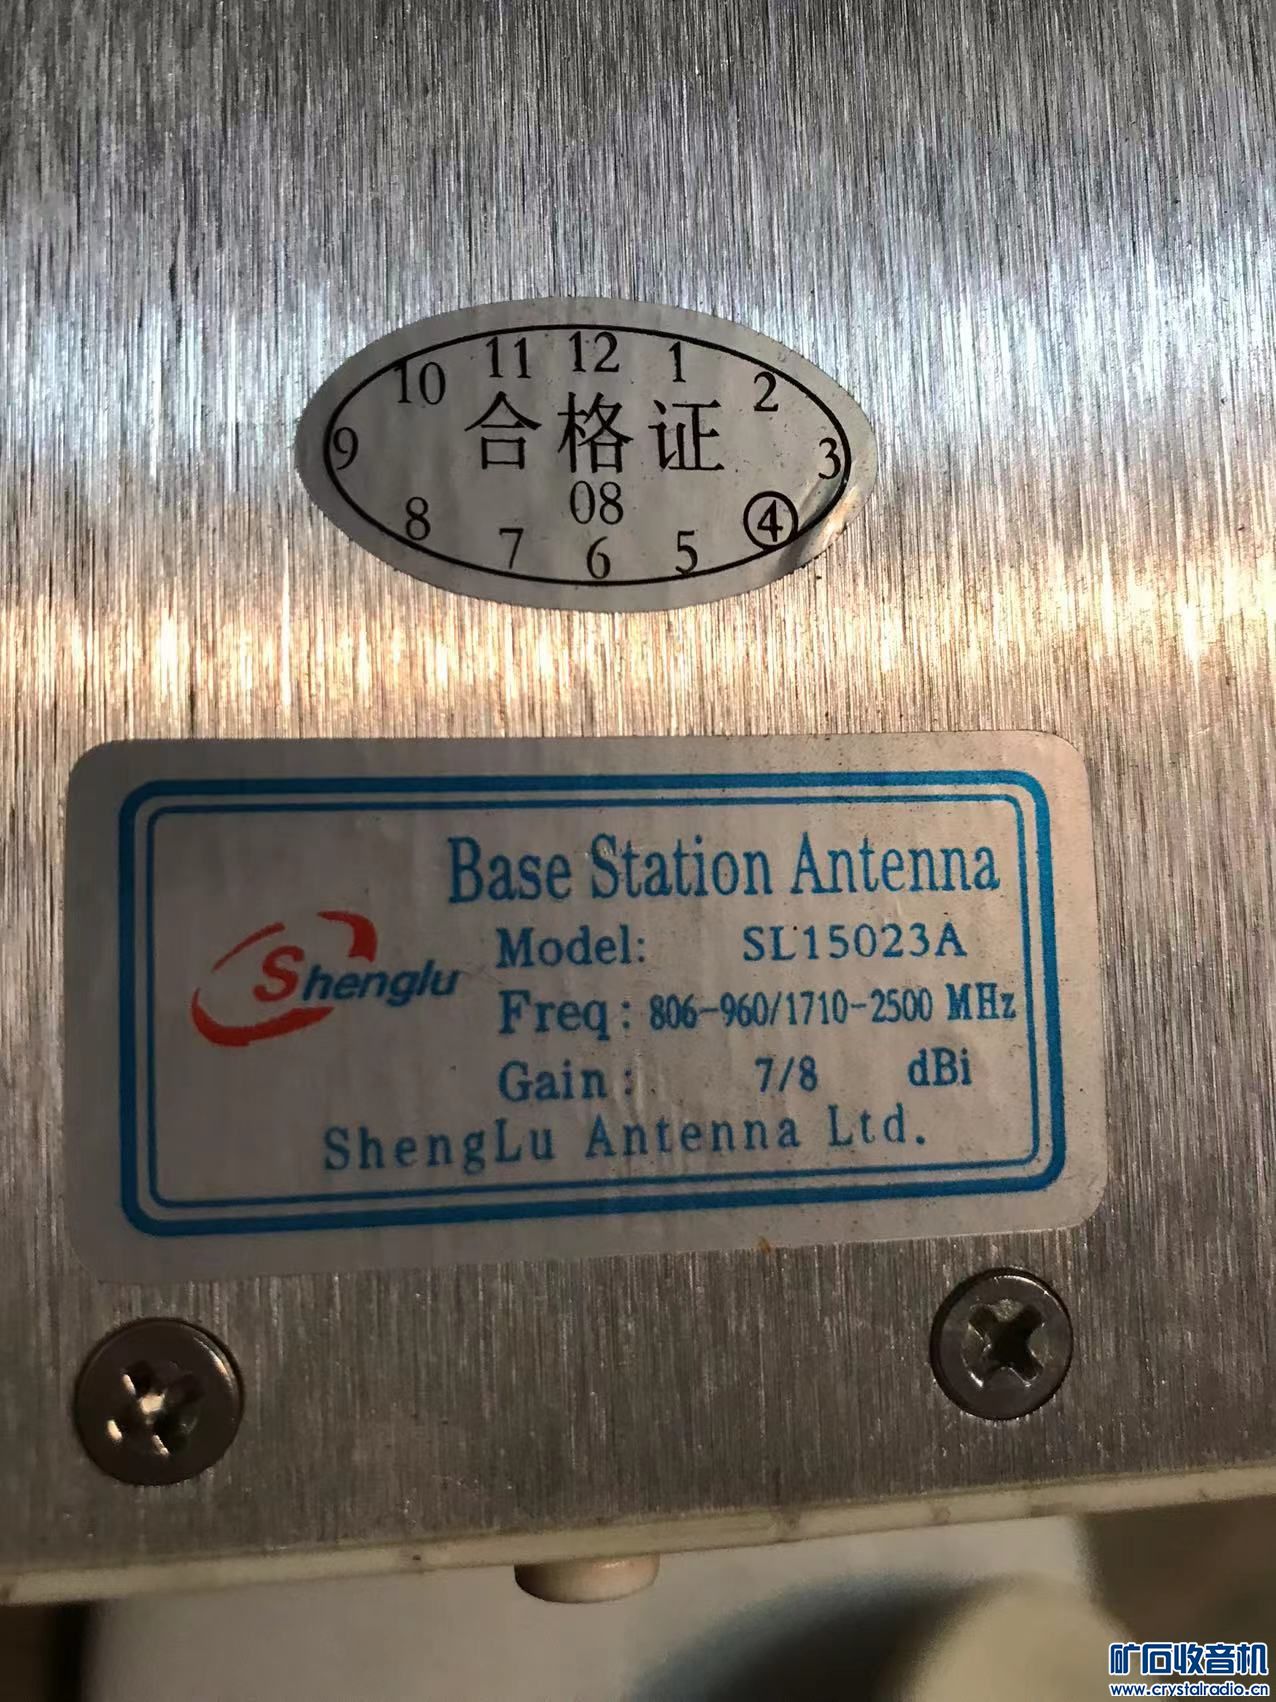 11 12 1
10 2
合格证
9 3
08
8 ④
7 6 5
Base Station Antenna
Shenglu
Model: SL15023A
Freq: 806-960/1710-2500 MHz
Gain: 7/8 dBi
ShengLu Antenna Ltd.
矿石收音机
www.crystalradio.cn